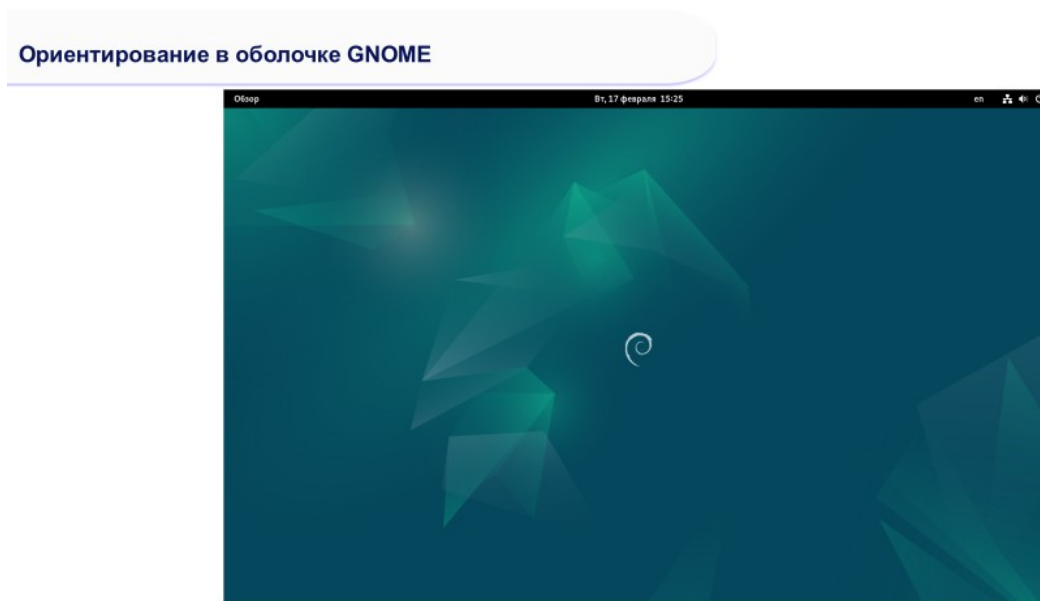 Ориентирование в оболочке GNOME
Обзор
Вт, 17 февраля 15:25
en